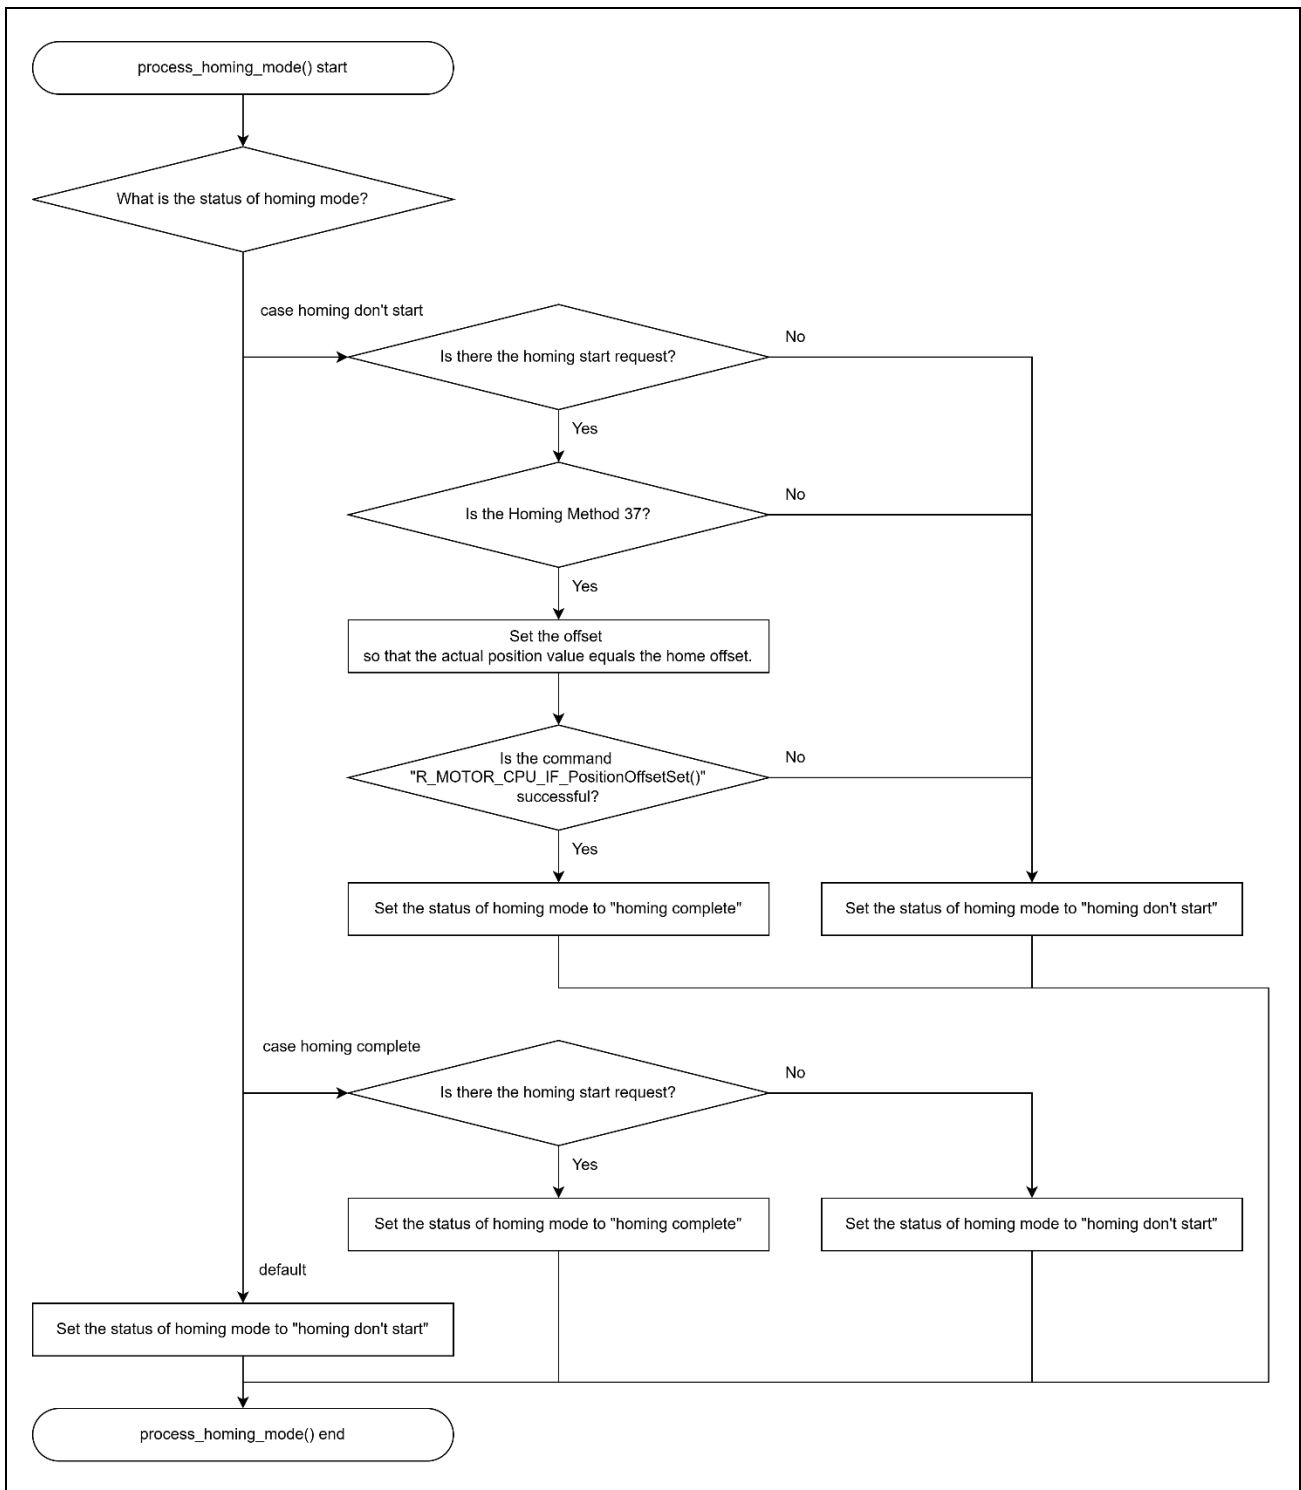 process_homing_mode() start
What is the status of homing mode?
case homing don't start
Is there the homing start request?
No
Yes
Is the Homing Method 37?
No
Yes
Set the offset
so that the actual position value equals the home offset.
Is the command
"R_MOTOR_CPU_IF_PositionOffsetSet()"
successful?
No
Yes
Set the status of homing mode to "homing complete"
Set the status of homing mode to "homing don't start"
case homing complete
Is there the homing start request?
No
Yes
Set the status of homing mode to "homing complete"
Set the status of homing mode to "homing don't start"
default
Set the status of homing mode to "homing don't start"
process_homing_mode() end